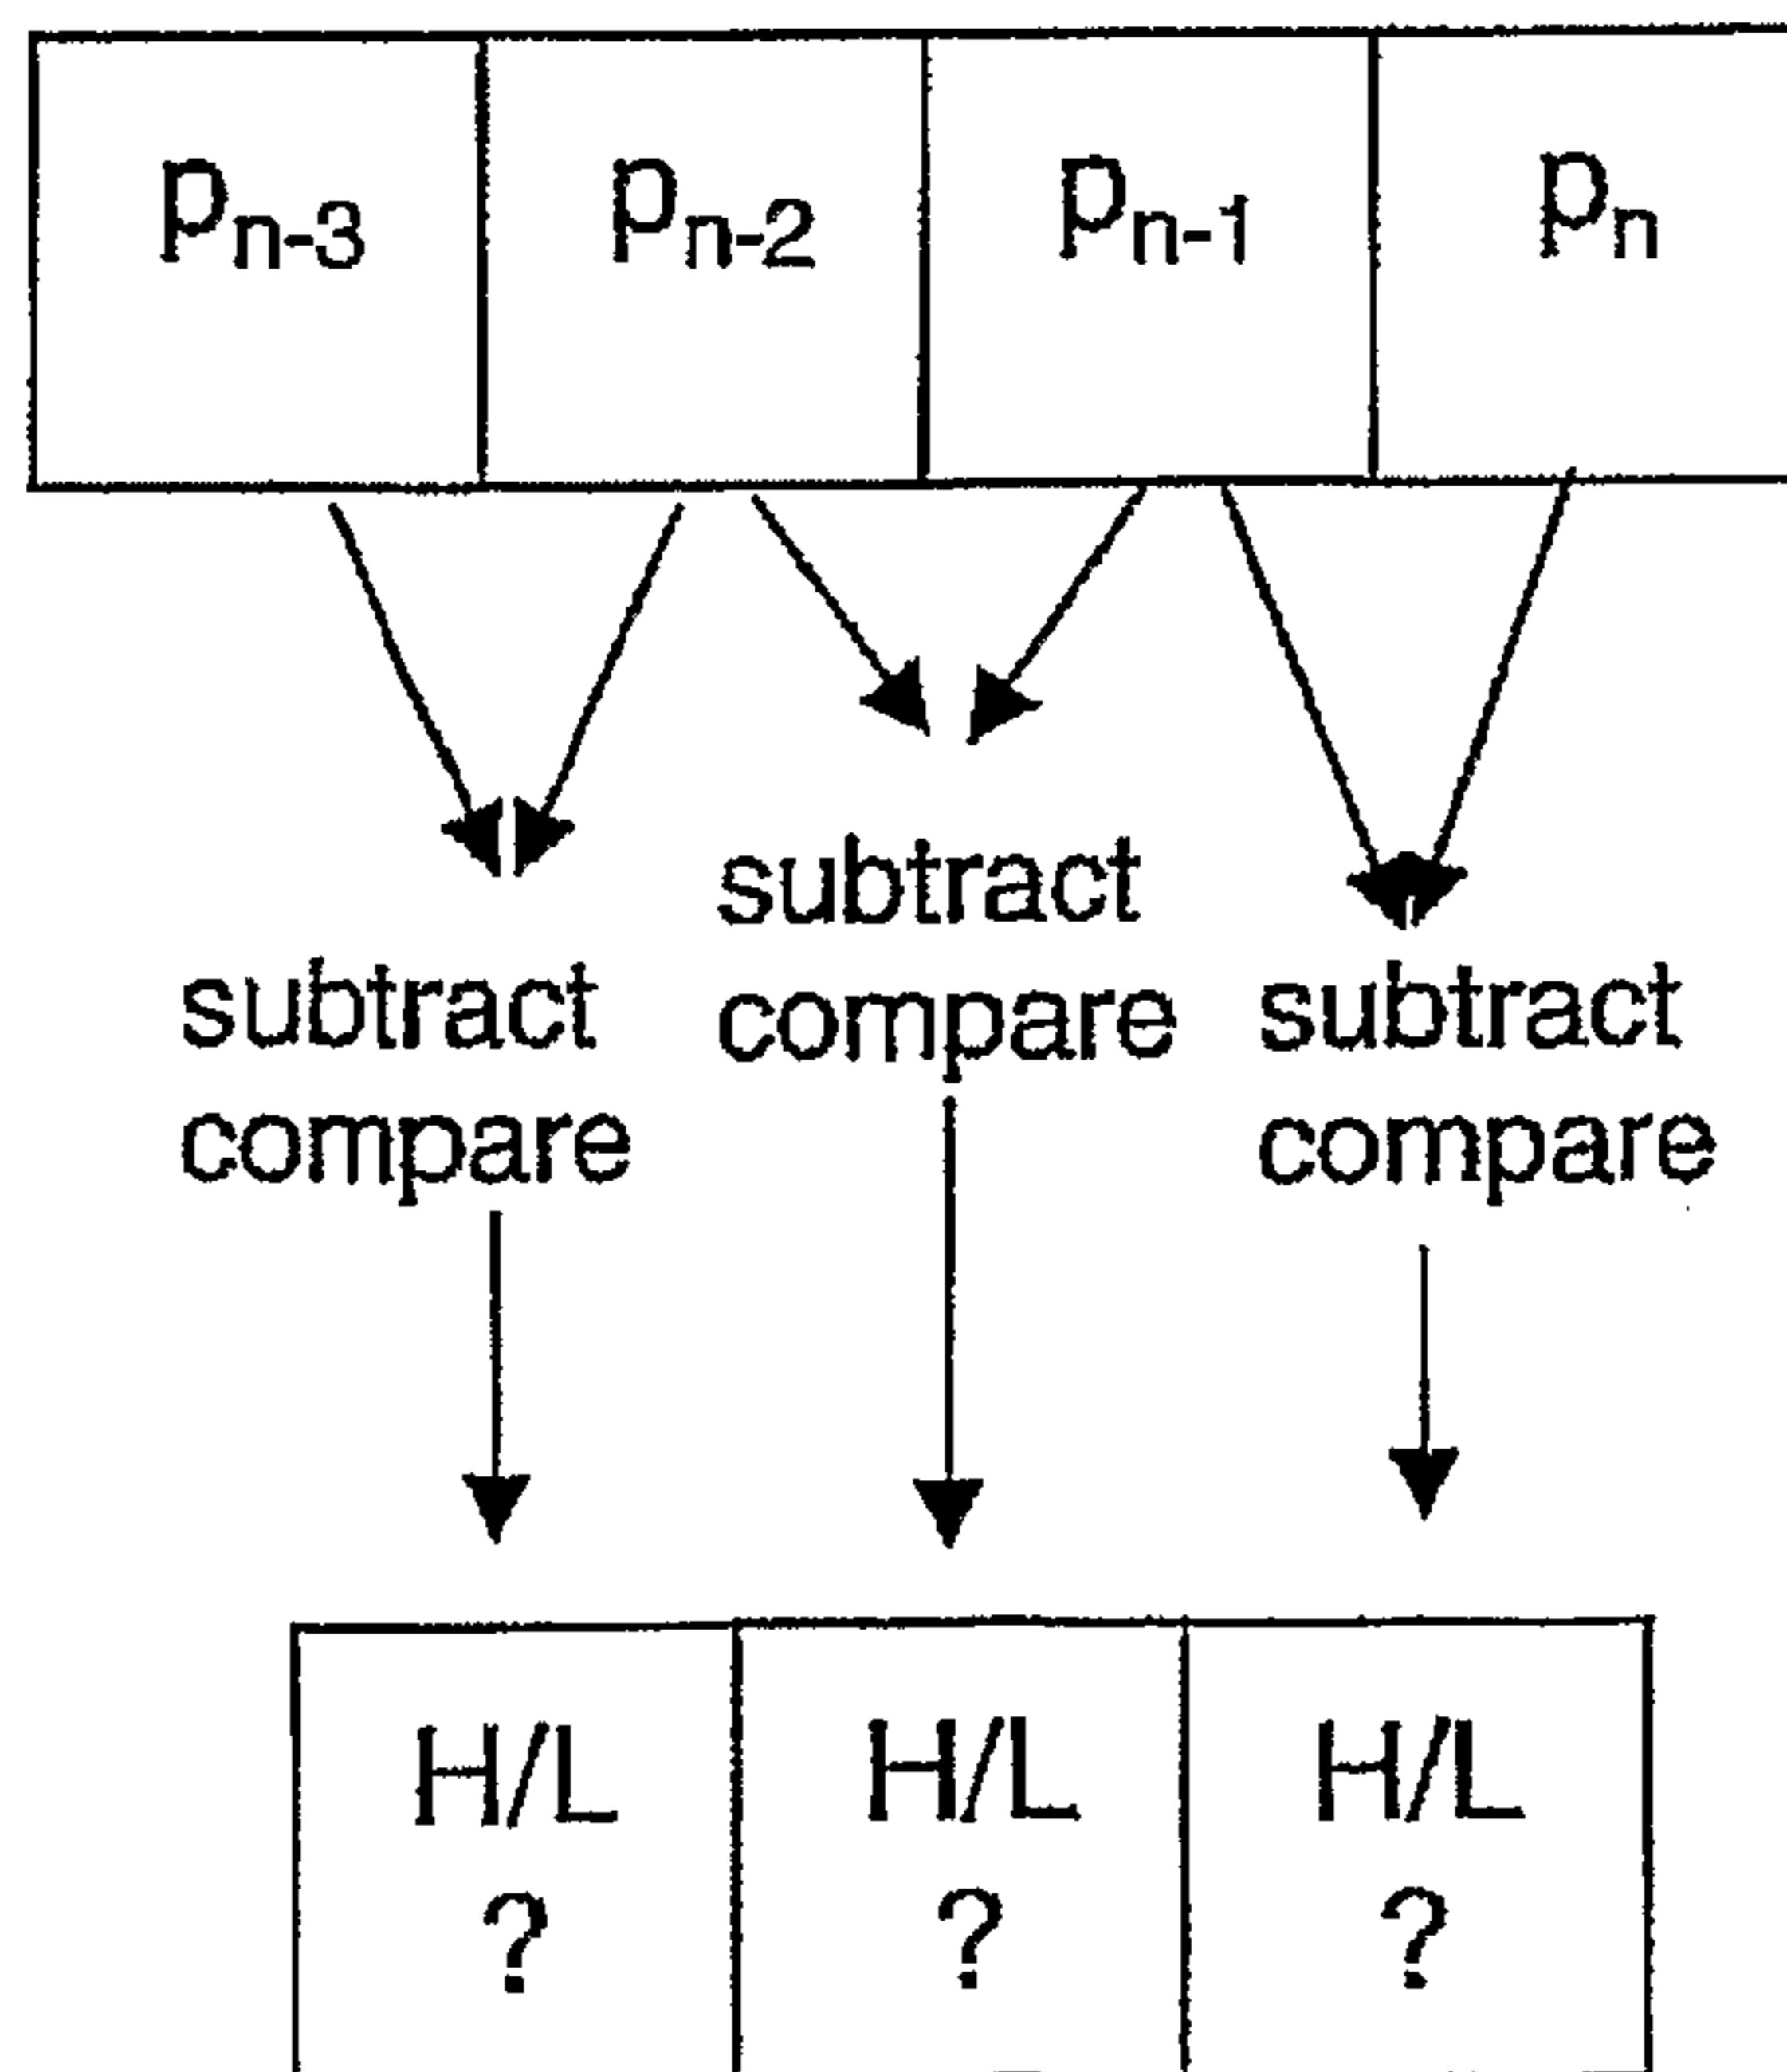 pn-3 pn-2 pn-1 pn
subtract
compare
subtract
compare
subtract
compare
H/L H/L H/L
? ? ?